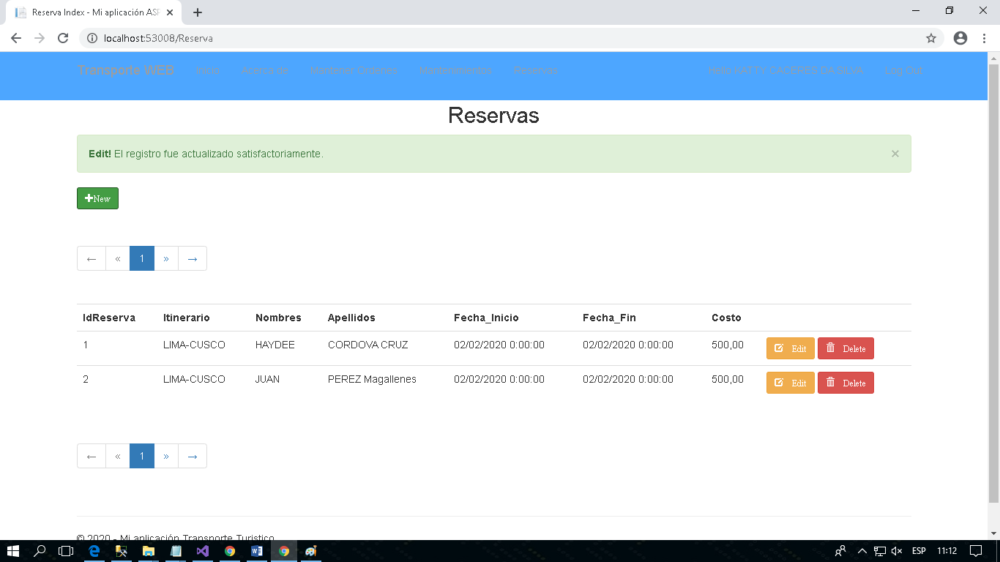 Reserva Index - Mi aplicación ASP
localhost:53008/Reserva
Transporte WEB Inicio Acerca de Mantener Ordenes Mantenimientos Reservas Log Out
Reservas
Edit! El registro fue actualizado satisfactoriamente. ×
New
← « 1 » →
IdReserva Itinerario Nombres Apellidos Fecha_Inicio Fecha_Fin Costo
1 LIMA-CUSCO HAYDEE CORDOVA CRUZ 02/02/2020 0:00:00 02/02/2020 0:00:00 500,00 Edit Delete
2 LIMA-CUSCO JUAN PEREZ Magallenes 02/02/2020 0:00:00 02/02/2020 0:00:00 500,00 Edit Delete
← « 1 » →
© 2020 - Mi aplicación Transporte Turistico
ESP 11:12